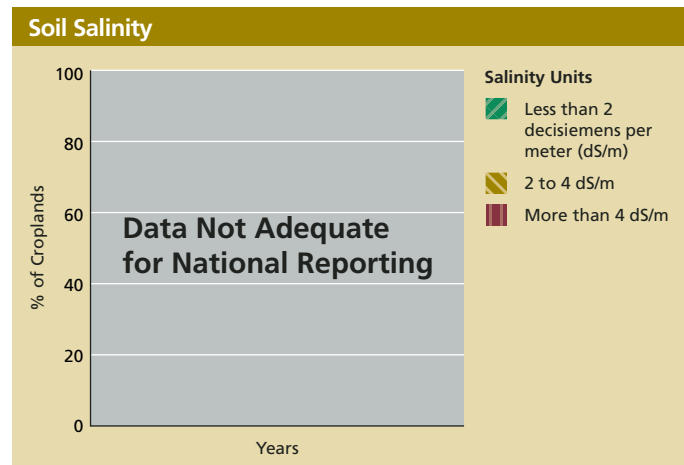 Soil Salinity
100
80
60
40
20
0
% of Croplands
Data Not Adequate
for National Reporting
Years
Salinity Units
Less than 2
decisiemens per
meter (dS/m)
2 to 4 dS/m
More than 4 dS/m